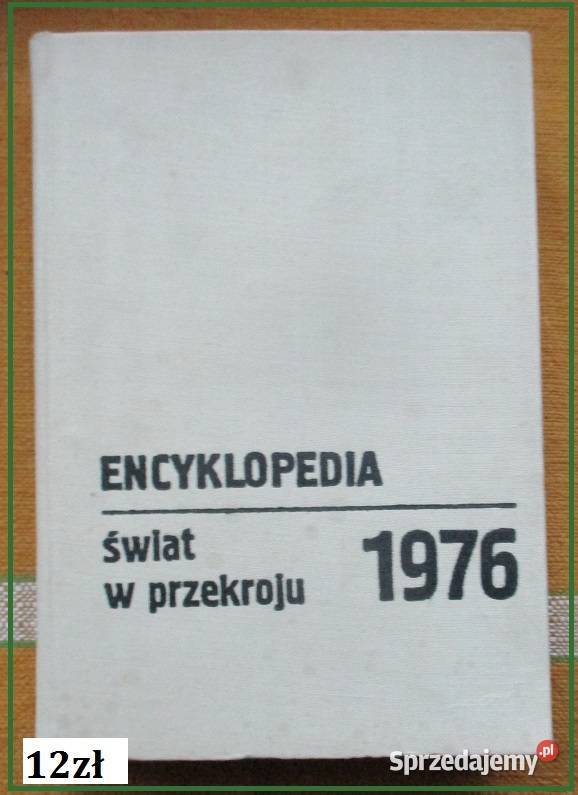 ENCYKLOPEDIA
świat
w przekroju
1976
12zł
Sprzedajemy.pl